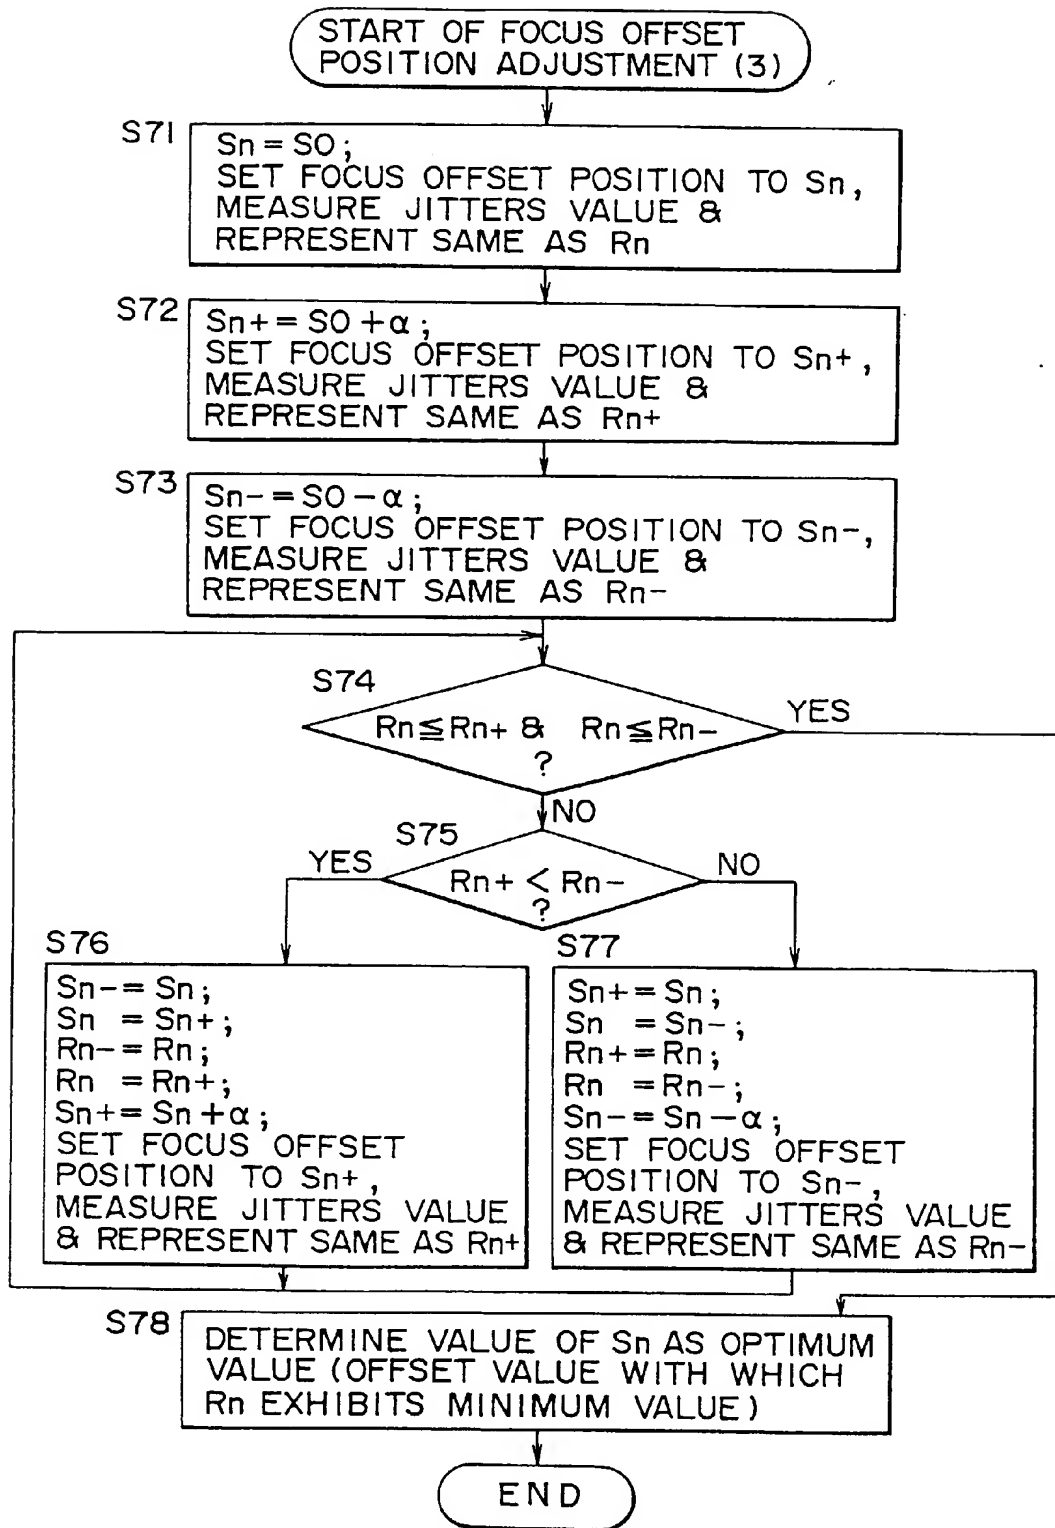 START OF FOCUS OFFSET
POSITION ADJUSTMENT (3)
S71
Sn = S0 ;
SET FOCUS OFFSET POSITION TO Sn,
MEASURE JITTERS VALUE &
REPRESENT SAME AS Rn
S72
Sn+ = S0 + α ;
SET FOCUS OFFSET POSITION TO Sn+,
MEASURE JITTERS VALUE &
REPRESENT SAME AS Rn+
S73
Sn- = S0 - α ;
SET FOCUS OFFSET POSITION TO Sn-,
MEASURE JITTERS VALUE &
REPRESENT SAME AS Rn-
S74
Rn ≦ Rn+ & Rn ≦ Rn-
?
YES
NO
S75
Rn+ < Rn-
?
YES
NO
S76
Sn- = Sn;
Sn = Sn+;
Rn- = Rn;
Rn = Rn+;
Sn+ = Sn + α ;
SET FOCUS OFFSET
POSITION TO Sn+,
MEASURE JITTERS VALUE
& REPRESENT SAME AS Rn+
S77
Sn+ = Sn;
Sn = Sn-;
Rn+ = Rn;
Rn = Rn-;
Sn- = Sn - α ;
SET FOCUS OFFSET
POSITION TO Sn-,
MEASURE JITTERS VALUE
& REPRESENT SAME AS Rn-
S78
DETERMINE VALUE OF Sn AS OPTIMUM
VALUE (OFFSET VALUE WITH WHICH
Rn EXHIBITS MINIMUM VALUE)
END